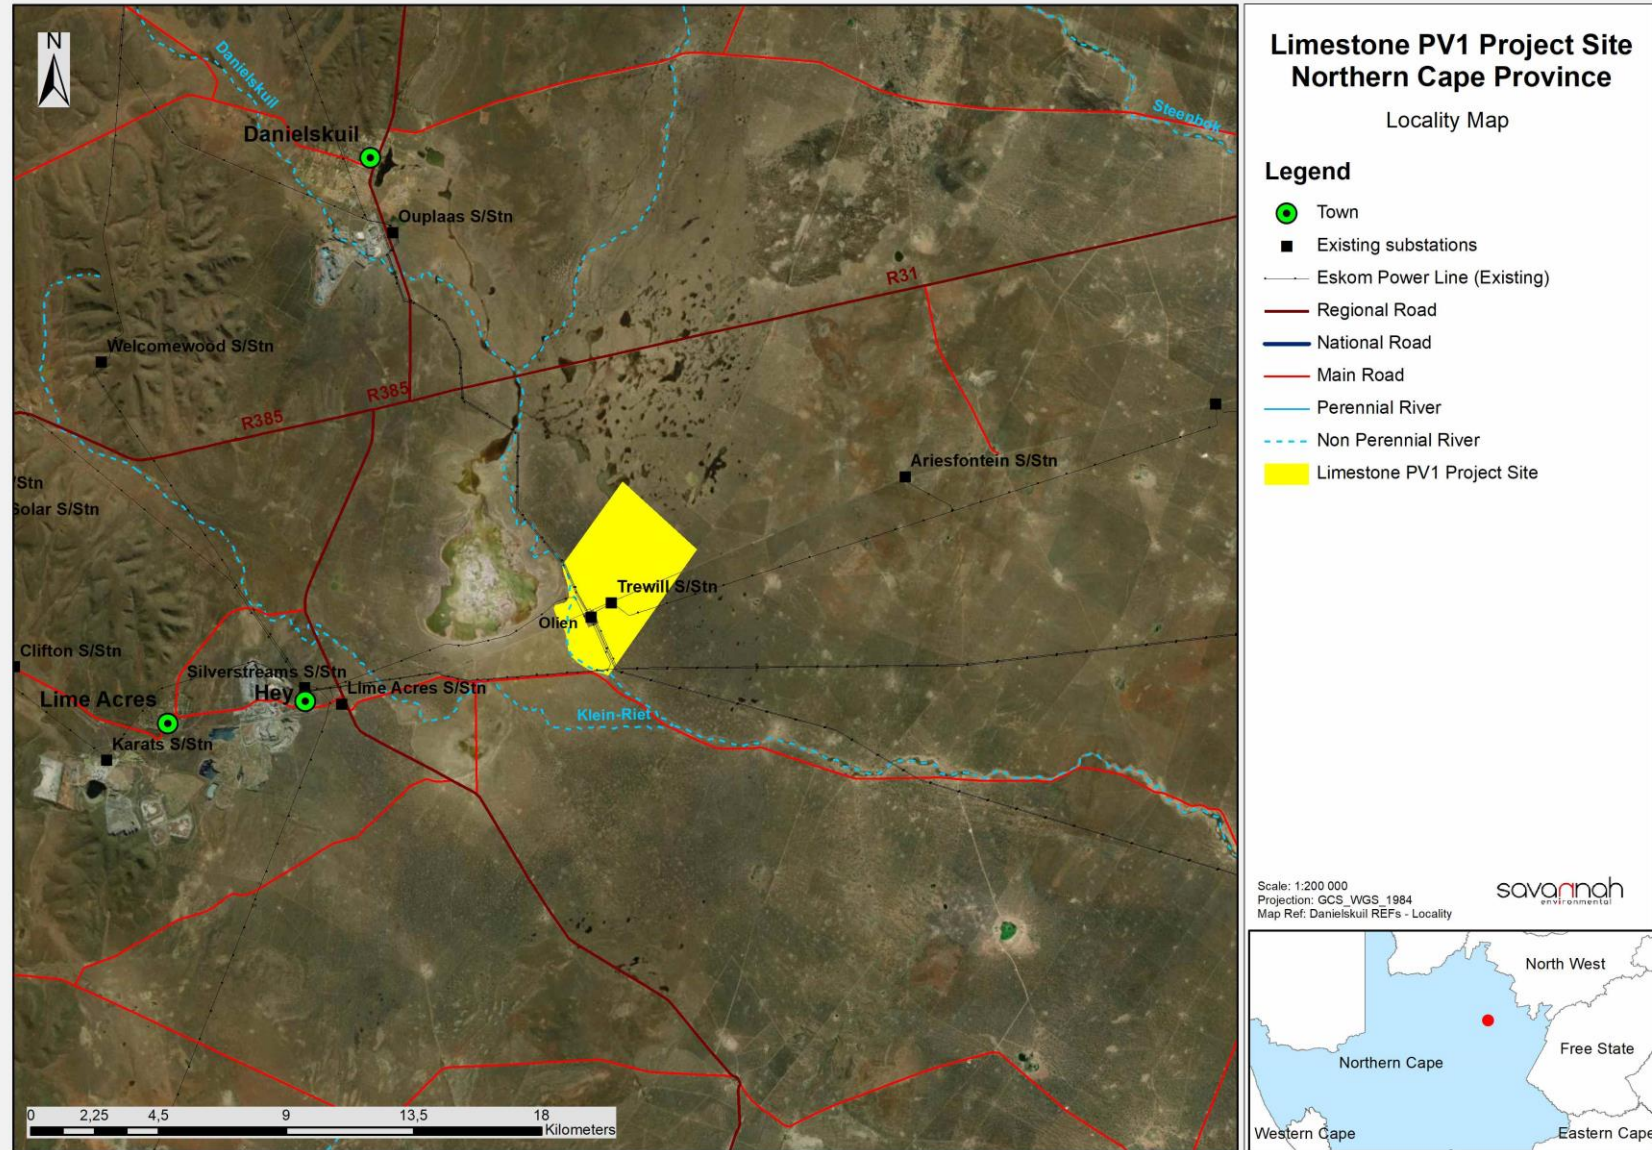 N
Danielskuil
Danielskuil
Steenbok
Ouplaas S/Stn
R31
Welcomewood S/Stn
R385
R385
Ariesfontein S/Stn
/Stn
Solar S/Stn
Trewill S/Stn
Olien
Clifton S/Stn
Silverstreams S/Stn
Hey
Lime Acres S/Stn
Lime Acres
Klein-Riet
Karats S/Stn
0 2,25 4,5 9 13,5 18
Kilometers
Limestone PV1 Project Site
Northern Cape Province
Locality Map
Legend
Town
Existing substations
Eskom Power Line (Existing)
Regional Road
National Road
Main Road
Perennial River
Non Perennial River
Limestone PV1 Project Site
Scale: 1:200 000
Projection: GCS_WGS_1984
Map Ref: Danielskuil REFs - Locality
savannah
environmental
North West
Free State
Northern Cape
Western Cape
Eastern Cape